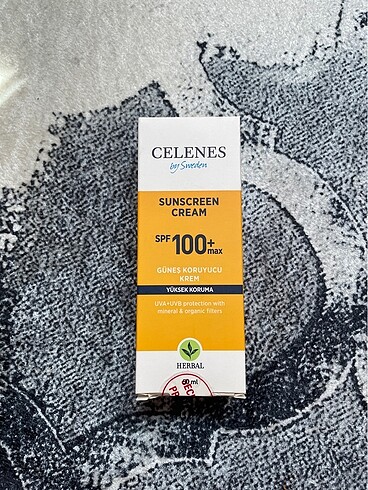 CELENES
by Sweden
SUNSCREEN
CREAM
SPF 100+ max
GÜNEŞ KORUYUCU
KREM
YÜKSEK KORUMA
UVA+UVB protection with
mineral & organic filters
HERBAL
ml